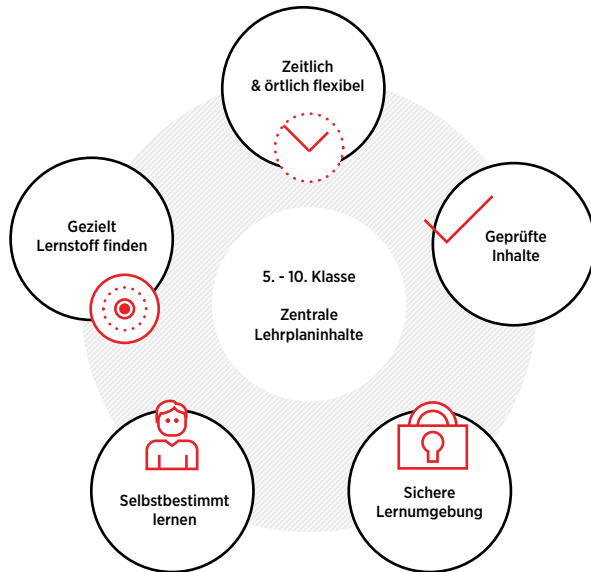 Zeitlich
& örtlich flexibel
Gezielt
Lernstoff finden
Geprüfte
Inhalte
5. - 10. Klasse
Zentrale
Lehrplaninhalte
Selbstbestimmt
lernen
Sichere
Lernumgebung